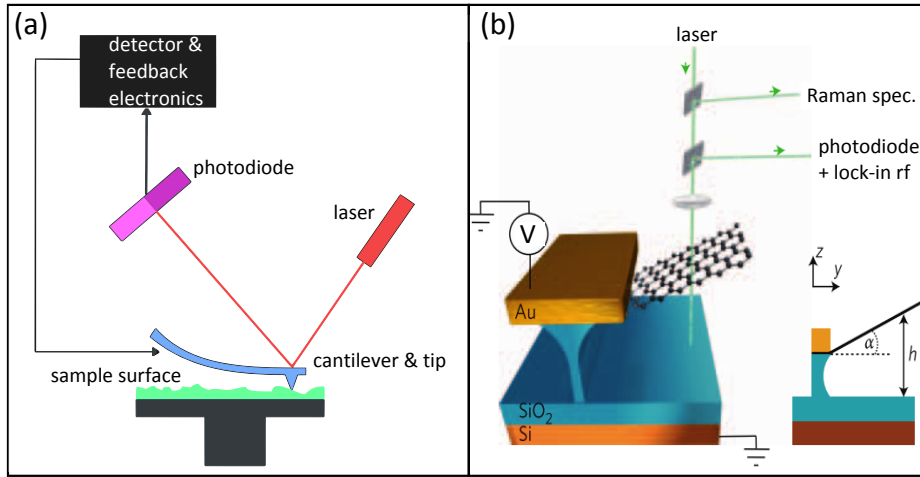 (a)
detector &
feedback
electronics
photodiode
laser
cantilever & tip
sample surface
(b)
laser
Raman spec.
photodiode
+ lock-in rf
V
Au
SiO₂
Si
z
y
α
h